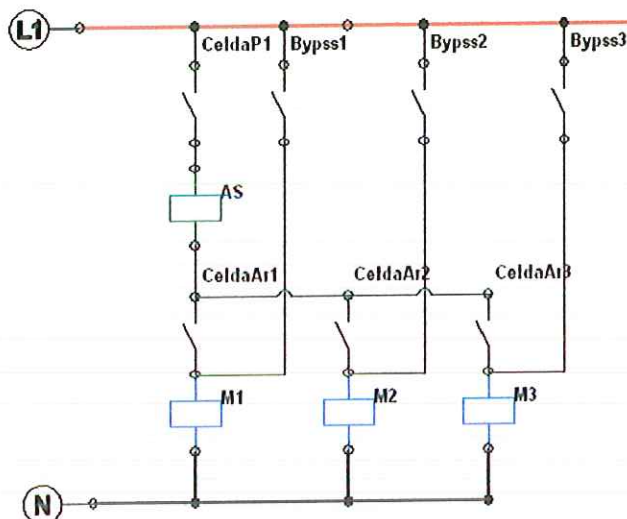 L1
CeldaP1
Bypss1
Bypss2
Bypss3
AS
CeldaAr1
CeldaAr2
CeldaAr3
M1
M2
M3
N